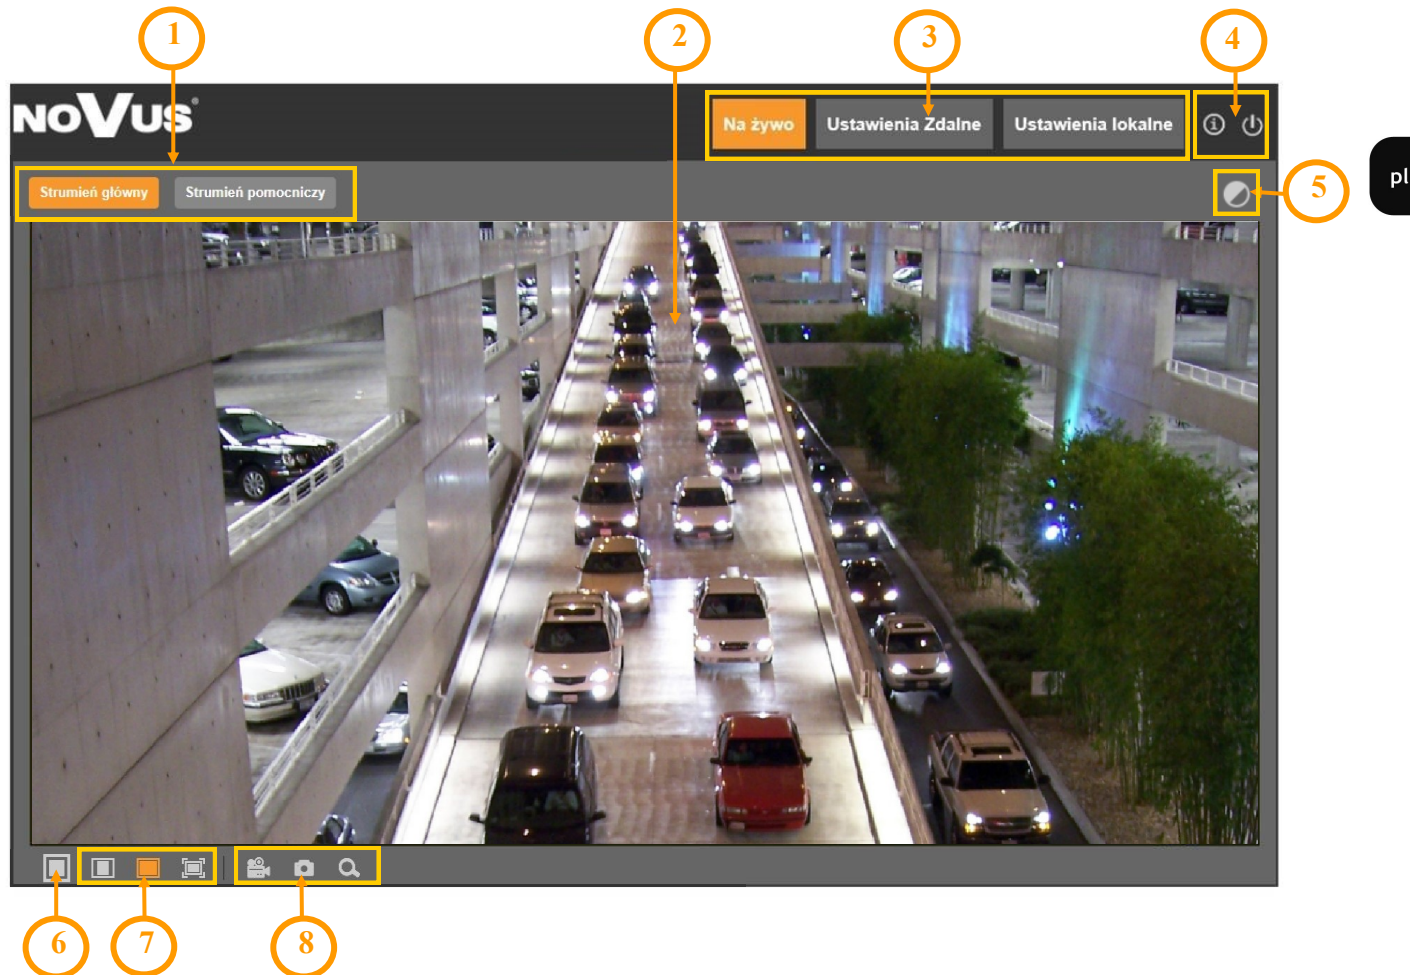 1
2
3
4
NOVUS®
Na żywo
Ustawienia Zdalne
Ustawienia lokalne
Strumień główny
Strumień pomocniczy
5
pl
6
7
8